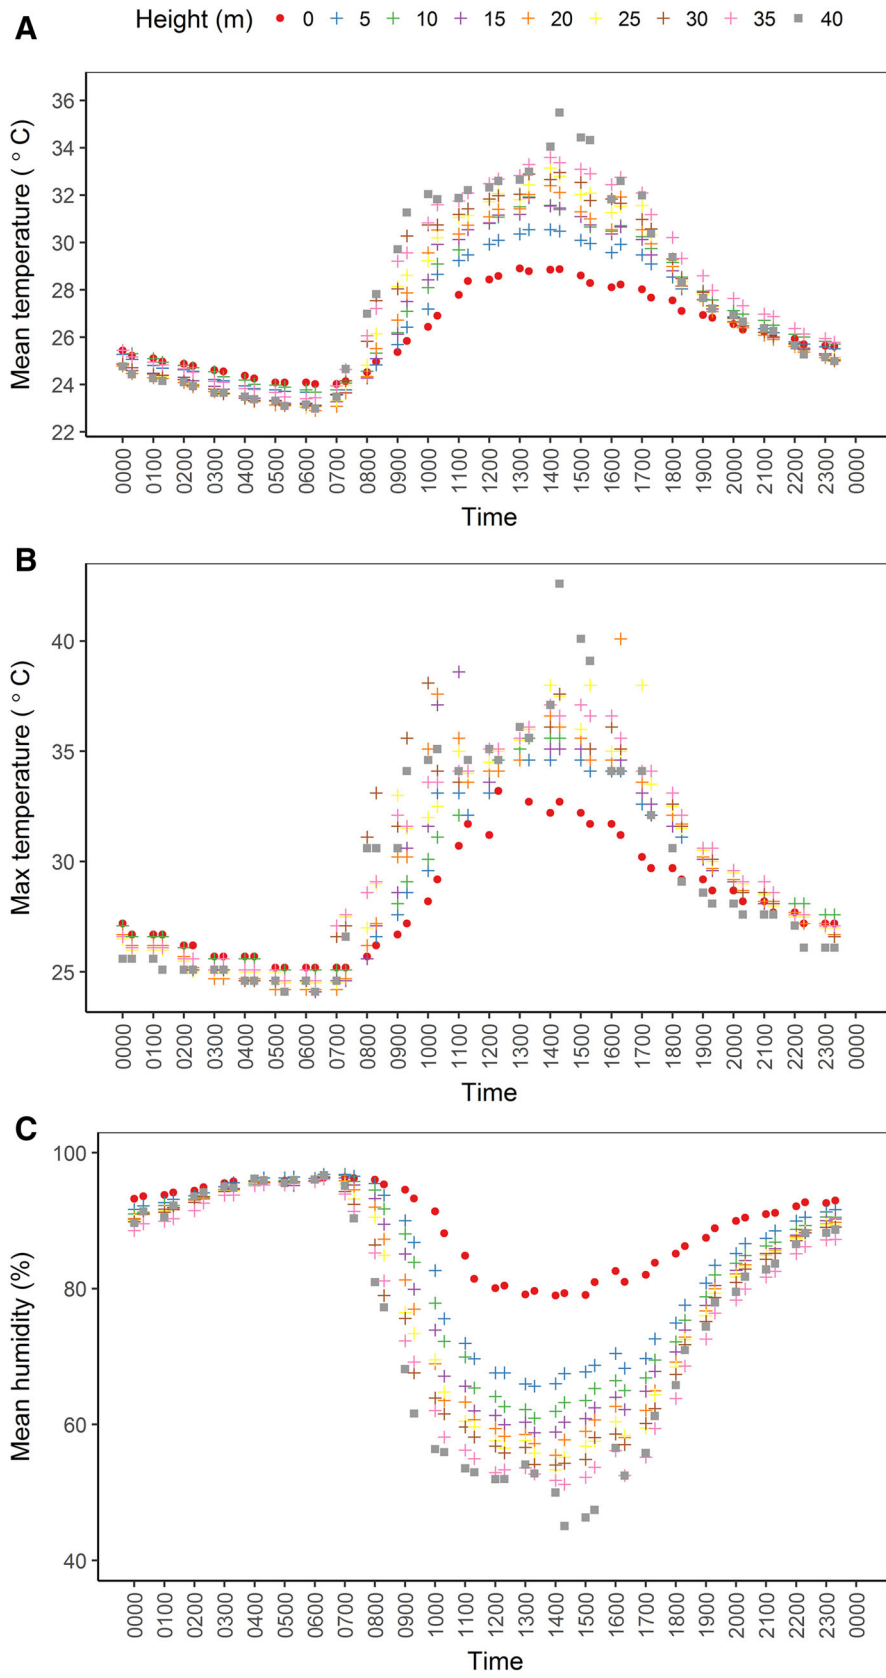 A
Height (m) 0 5 10 15 20 25 30 35 40
Mean temperature ( ° C)
36
34
32
30
28
26
24
22
0000 0100 0200 0300 0400 0500 0600 0700 0800 0900 1000 1100 1200 1300 1400 1500 1600 1700 1800 1900 2000 2100 2200 2300 0000
Time
B
Max temperature ( ° C)
40
35
30
25
0000 0100 0200 0300 0400 0500 0600 0700 0800 0900 1000 1100 1200 1300 1400 1500 1600 1700 1800 1900 2000 2100 2200 2300 0000
Time
C
Mean humidity (%)
100
80
60
40
0000 0100 0200 0300 0400 0500 0600 0700 0800 0900 1000 1100 1200 1300 1400 1500 1600 1700 1800 1900 2000 2100 2200 2300 0000
Time